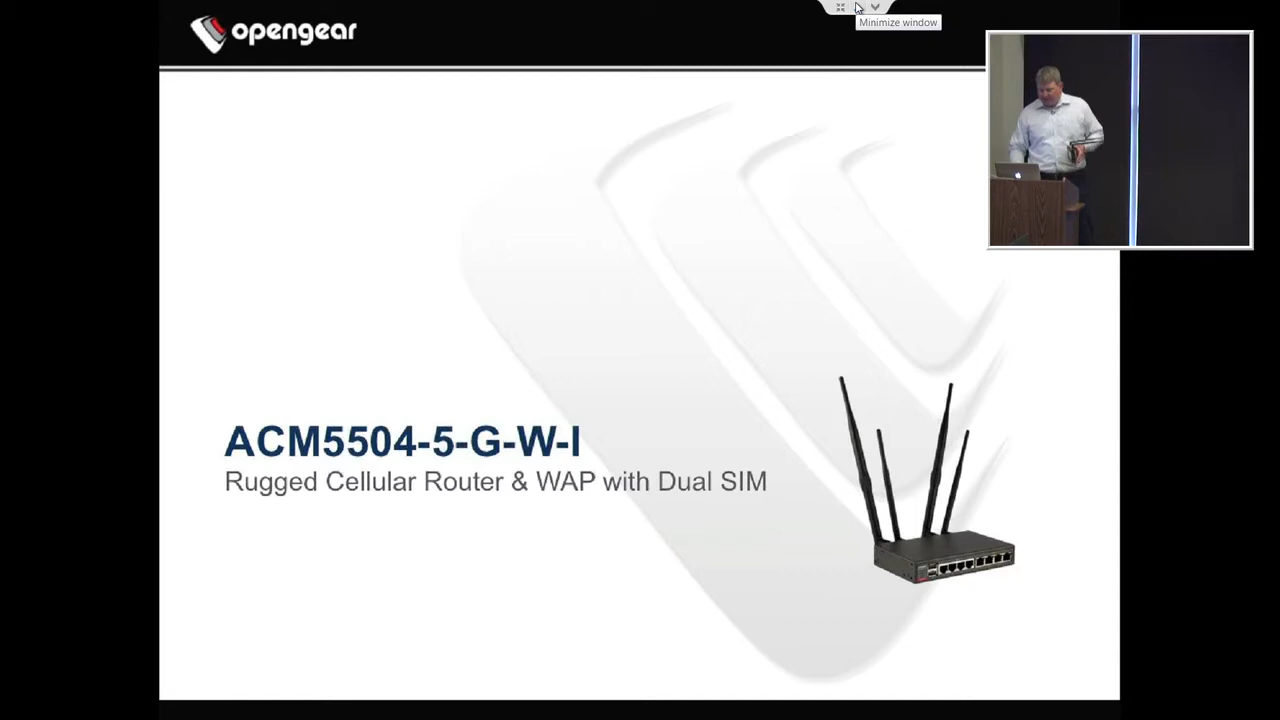 opengear
Minimize window
ACM5504-5-G-W-I
Rugged Cellular Router & WAP with Dual SIM